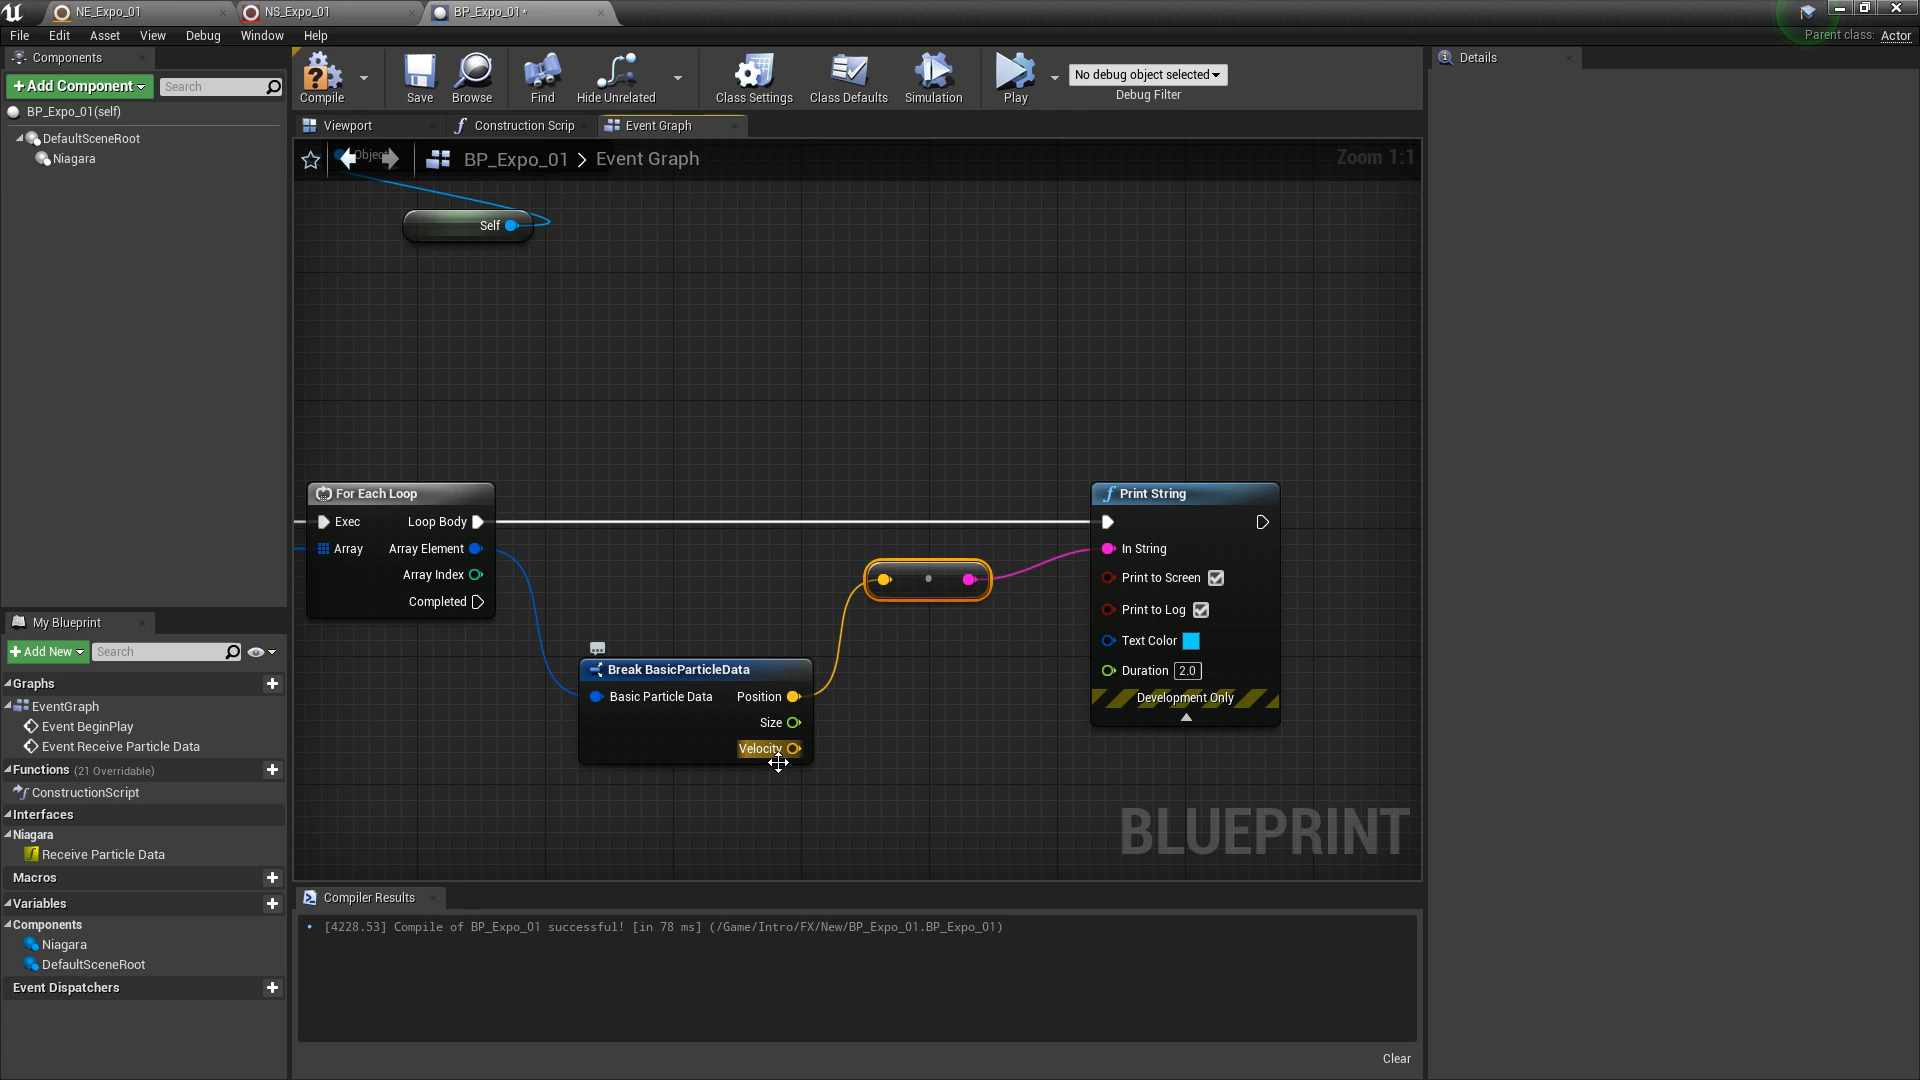 NE_Expo_01
NS_Expo_01
BP_Expo_01*
File Edit Asset View Debug Window Help
Parent class: Actor
Components
+Add Component
Search
BP_Expo_01(self)
DefaultSceneRoot
Niagara
Compile
Save
Browse
Find
Hide Unrelated
Class Settings
Class Defaults
Simulation
Play
No debug object selected
Debug Filter
Details
Viewport
Construction Scrip
Event Graph
Object
BP_Expo_01 > Event Graph
Zoom 1:1
Self
For Each Loop
Exec
Loop Body
Array
Array Element
Array Index
Completed
Break BasicParticleData
Basic Particle Data
Position
Size
Velocity
Print String
In String
Print to Screen
Print to Log
Text Color
Duration 2.0
Development Only
BLUEPRINT
My Blueprint
+Add New
Search
Graphs
EventGraph
Event BeginPlay
Event Receive Particle Data
Functions (21 Overridable)
ConstructionScript
Interfaces
Niagara
Receive Particle Data
Macros
Variables
Components
Niagara
DefaultSceneRoot
Event Dispatchers
Compiler Results
• [4228.53] Compile of BP_Expo_01 successful! [in 78 ms] (/Game/Intro/FX/New/BP_Expo_01.BP_Expo_01)
Clear